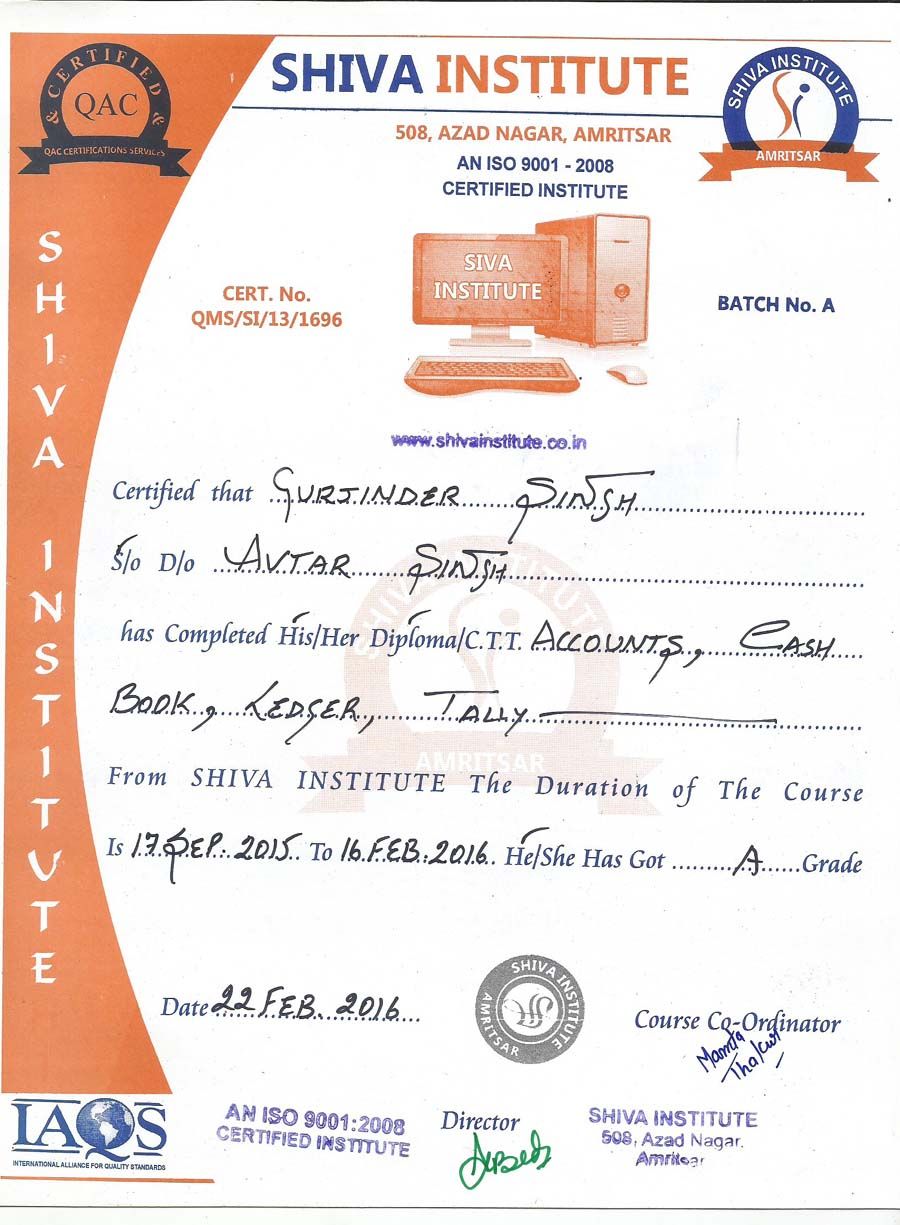 CERTIFIED & &
QAC
QAC CERTIFICATIONS SERVICES
SHIVA INSTITUTE
SHIVA INSTITUTE
AMRITSAR
508, AZAD NAGAR, AMRITSAR
AN ISO 9001 - 2008
CERTIFIED INSTITUTE
SHIVA INSTITUTE
SIVA
INSTITUTE
CERT. No.
QMS/SI/13/1696
BATCH No. A
www.shivainstitute.co.in
Certified that GURJINDER SINGH
S/o D/o AVTAR SINGH
has Completed His/Her Diploma/C.T.T. ACCOUNTS, CASH
BOOK, LEDGER, TALLY
SHIVA INSTITUTE
AMRITSAR
From SHIVA INSTITUTE The Duration of The Course
Is 17 SEP. 2015 To 16.FEB.2016 He/She Has Got A Grade
Date 22 FEB. 2016
SHIVA INSTITUTE
AMRITSAR
Course Co-Ordinator
Mamta
Thakur
IAQS
INTERNATIONAL ALLIANCE FOR QUALITY STANDARDS
AN ISO 9001:2008
CERTIFIED INSTITUTE
Director
SHIVA INSTITUTE
508, Azad Nagar.
Amritsar